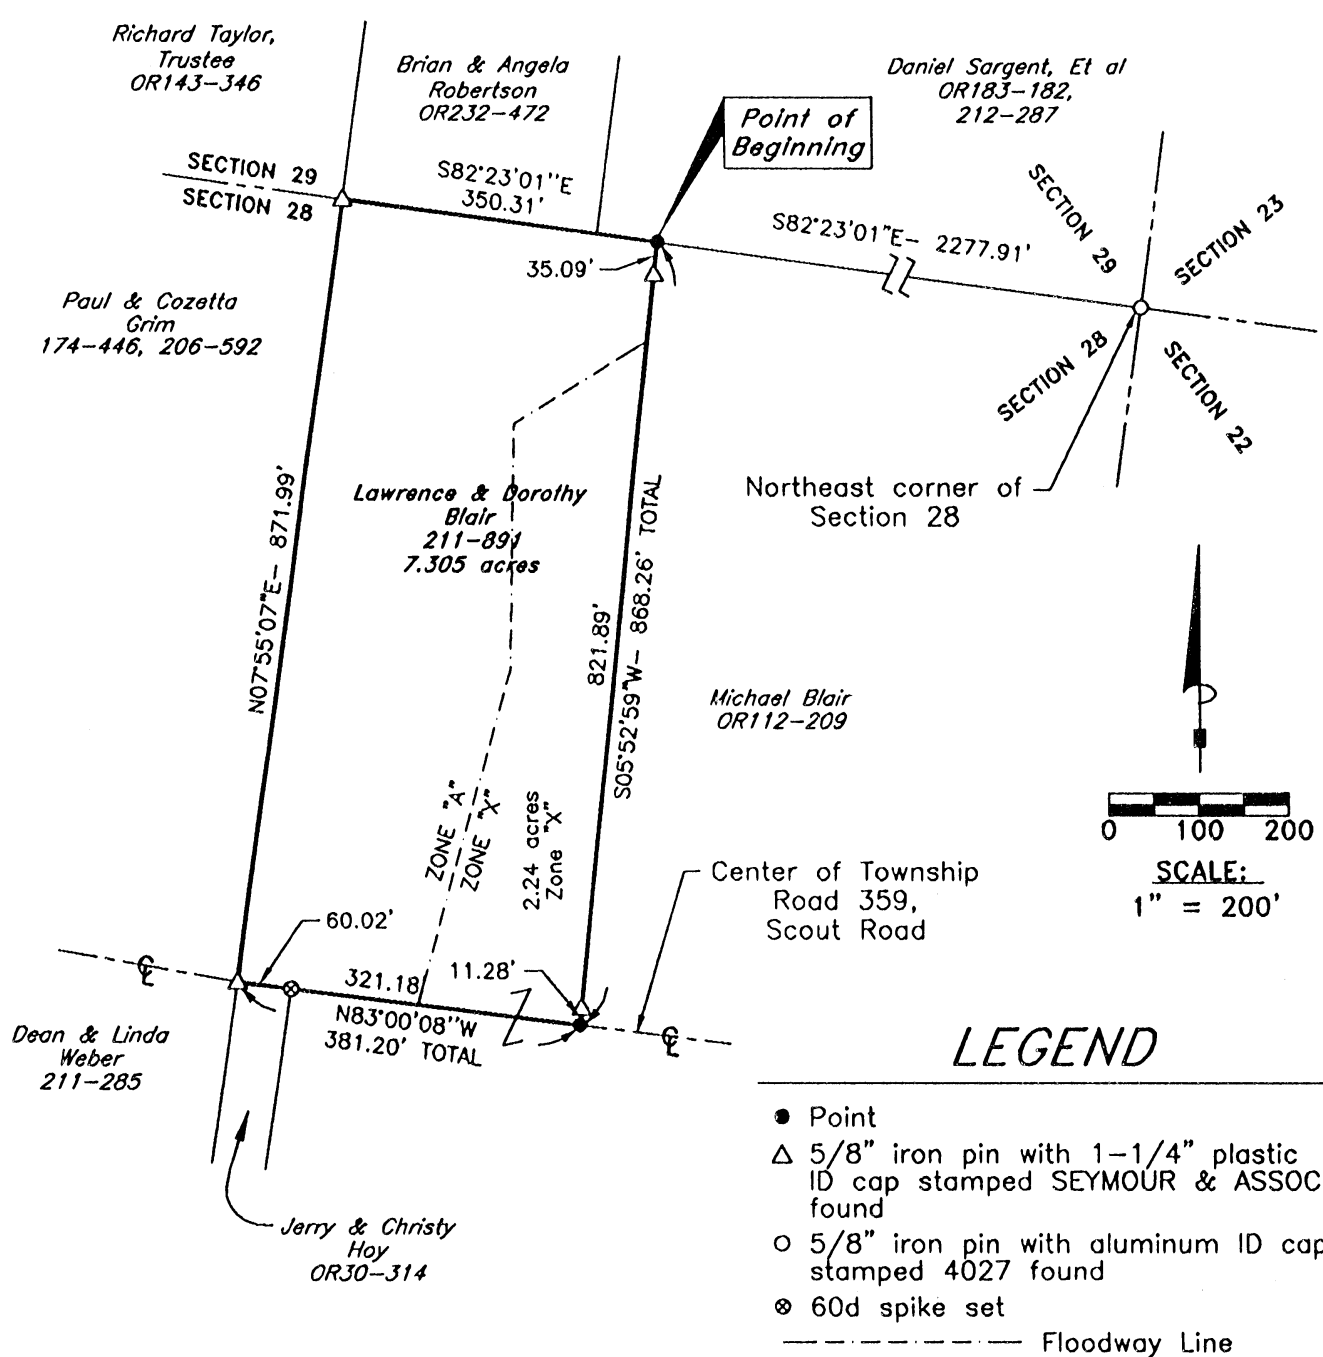 Richard Taylor,
Trustee
OR143-346
Brian & Angela
Robertson
OR232-472
Daniel Sargent, Et al
OR183-182,
212-287
Point of
Beginning
SECTION 29
SECTION 28
S82°23'01"E
350.31'
S82°23'01"E- 2277.91'
SECTION 29
SECTION 23
SECTION 28
SECTION 22
35.09'
Paul & Cozetta
Grim
174-446, 206-592
Northeast corner of
Section 28
Lawrence & Dorothy
Blair
211-891
7.305 acres
N07°55'07"E- 871.99'
821.89'
S05°52'59"W- 868.26' TOTAL
Michael Blair
OR112-209
ZONE "A"
ZONE "X"
2.24 acres
Zone "X"
0 100 200
SCALE:
1" = 200'
Center of Township
Road 359,
Scout Road
60.02'
321.18'
11.28'
N83°00'08"W
381.20' TOTAL
℄
℄
Dean & Linda
Weber
211-285
Jerry & Christy
Hoy
OR30-314
LEGEND
Point
5/8" iron pin with 1-1/4" plastic
ID cap stamped SEYMOUR & ASSOC
found
5/8" iron pin with aluminum ID cap
stamped 4027 found
60d spike set
Floodway Line